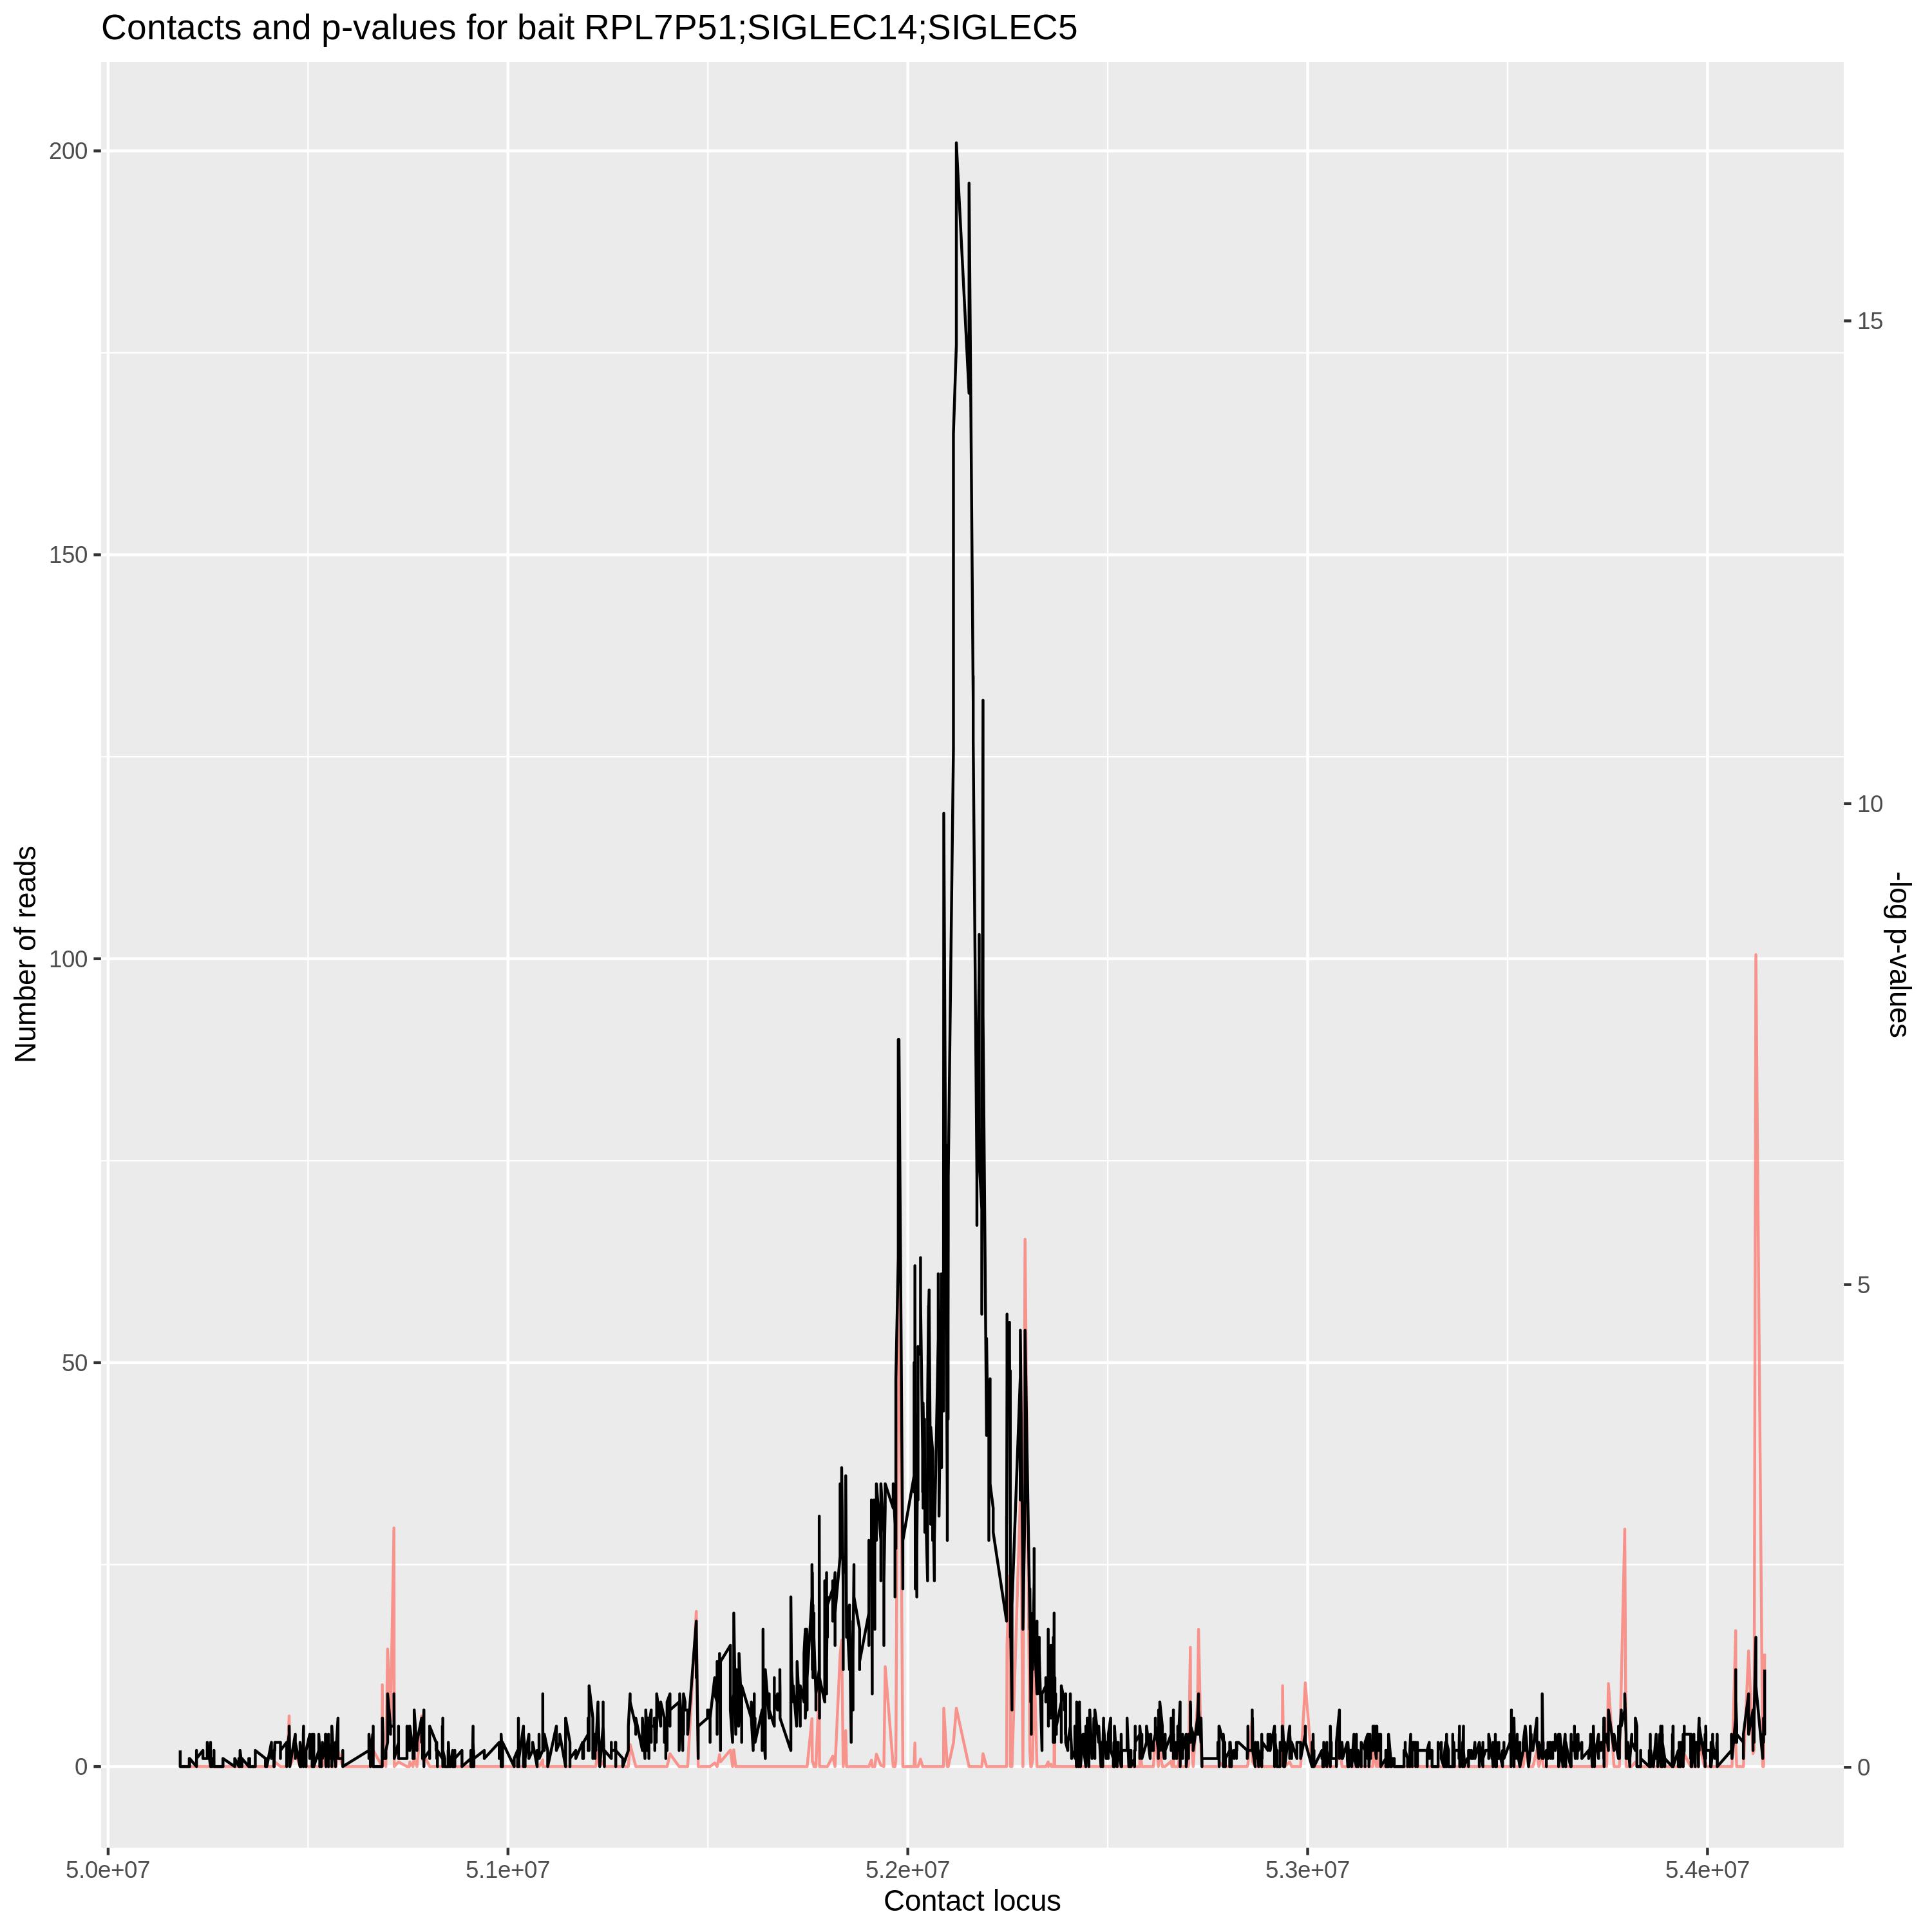 Contacts and p-values for bait RPL7P51;SIGLEC14;SIGLEC5
200
150
100
50
0
Number of reads
15
10
5
0
-log p-values
5.0e+07
5.1e+07
5.2e+07
5.3e+07
5.4e+07
Contact locus